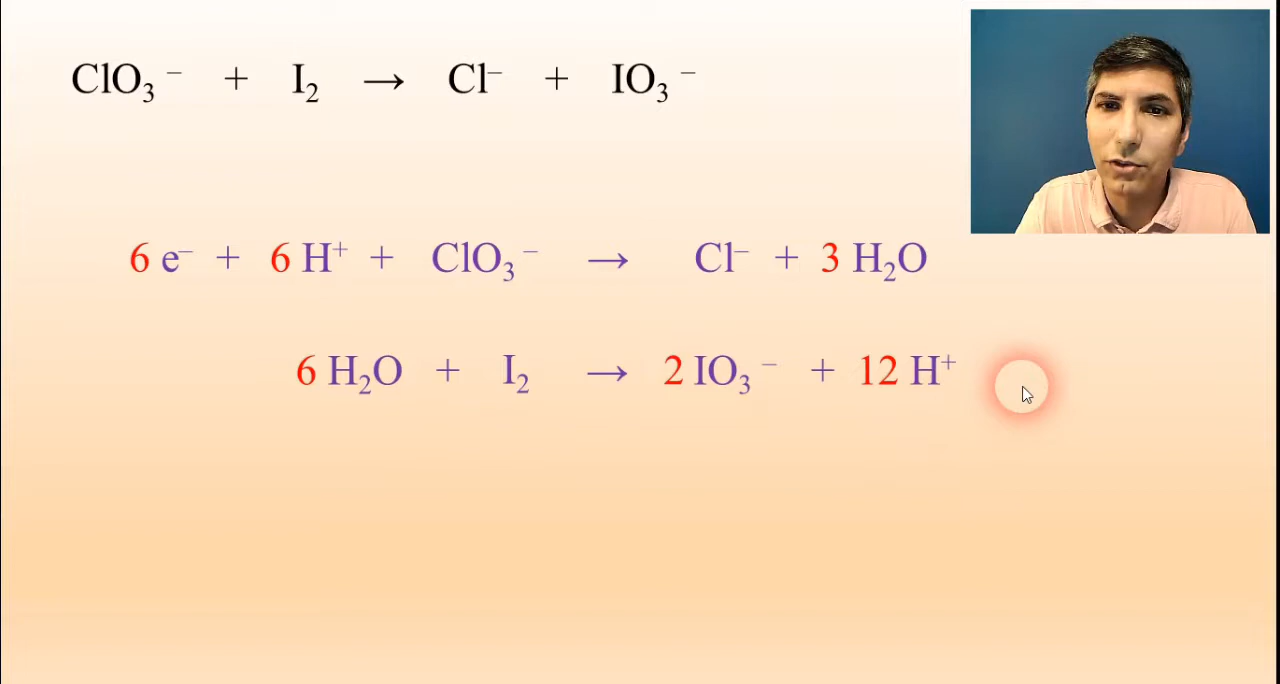 ClO₃⁻ + I₂ → Cl⁻ + IO₃⁻
6 e⁻ + 6 H⁺ + ClO₃⁻ → Cl⁻ + 3 H₂O
6 H₂O + I₂ → 2 IO₃⁻ + 12 H⁺